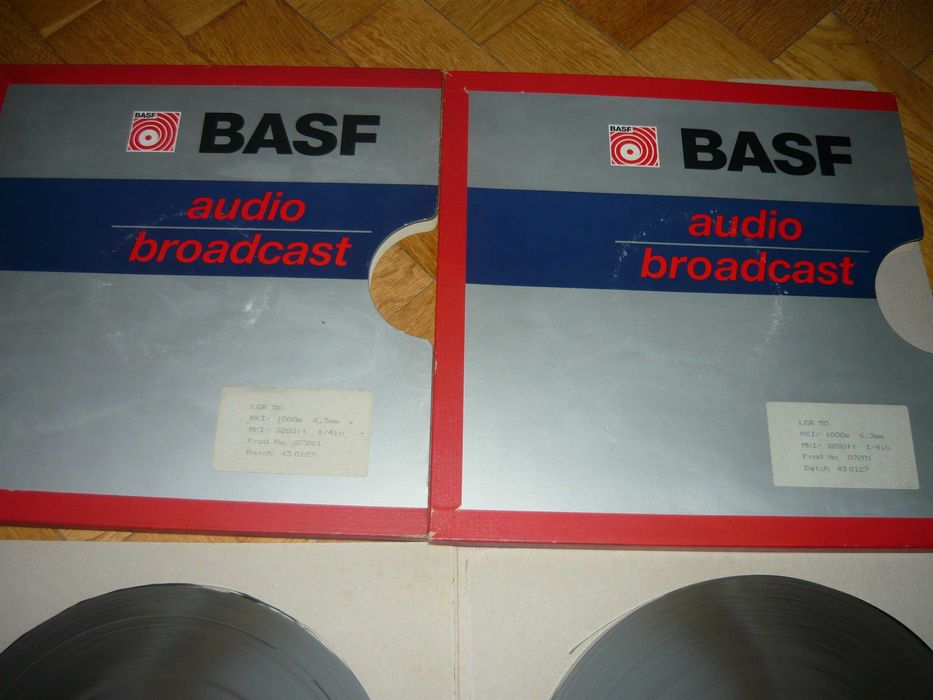 BASF
BASF
audio
broadcast
LGR 50
MKI/ 1000m 6,3mm
MKI/ 3280ft 1/4in
Prod No. 07201
Batch 43 0127
BASF
BASF
audio
broadcast
LGR 50
MKI/ 1000m 6,3mm
MKI/ 3280ft 1/4in
Prod No. 07201
Batch 43 0127